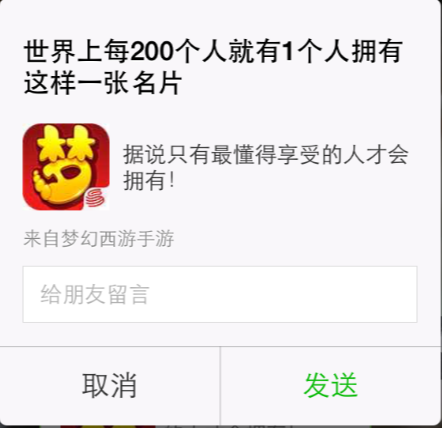 世界上每200个人就有1个人拥有
这样一张名片
梦
据说只有最懂得享受的人才会
拥有！
来自梦幻西游手游
给朋友留言
取消
发送